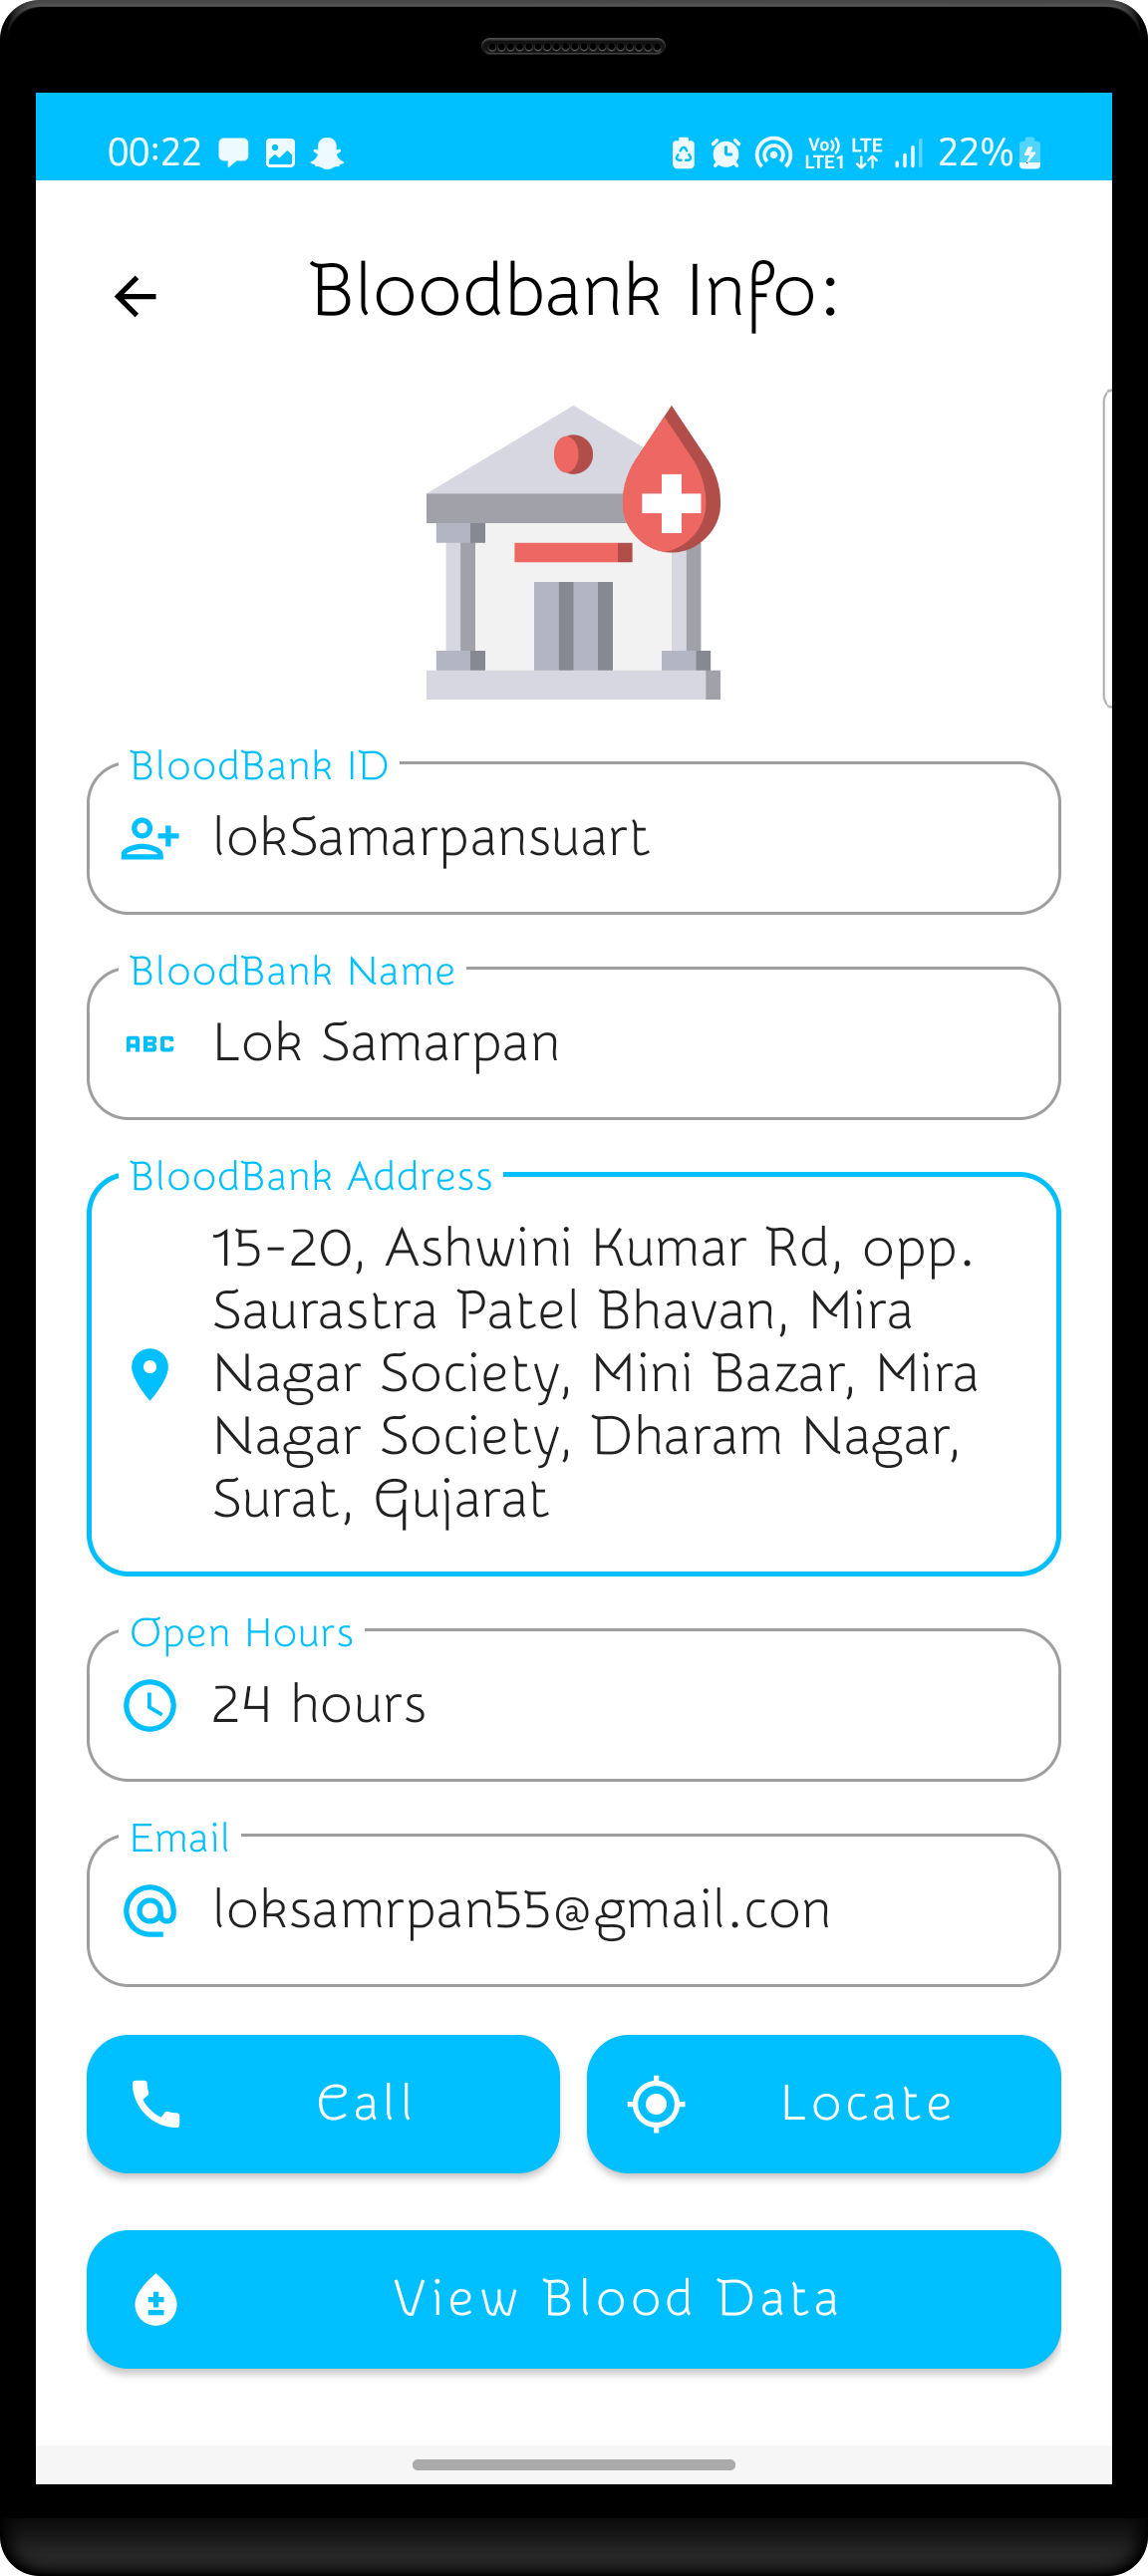 00:22 Vo)) LTE1 LTE 22%
Bloodbank Info:
BloodBank ID
lokSamarpansuart
BloodBank Name
ABC Lok Samarpan
BloodBank Address
15-20, Ashwini Kumar Rd, opp.
Saurastra Patel Bhavan, Mira
Nagar Society, Mini Bazar, Mira
Nagar Society, Dharam Nagar,
Surat, Gujarat
Open Hours
24 hours
Email
loksamrpan55@gmail.con
Call Locate
View Blood Data